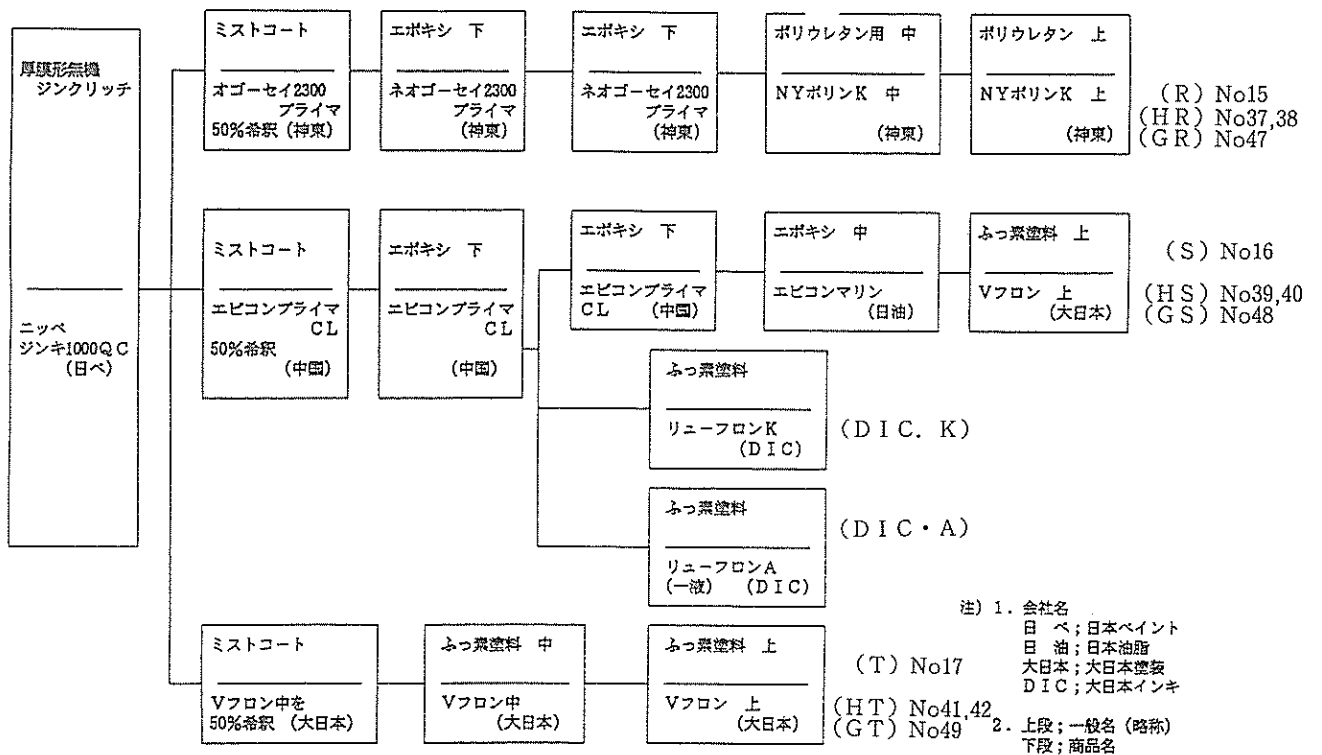 厚膜形無機
ジンクリッチ
ニッペ
ジンキ1000QC
(日ペ)
ミストコート
オゴーセイ2300
プライマ
50%希釈 (神東)
エポキシ 下
ネオゴーセイ2300
プライマ
(神東)
エポキシ 下
ネオゴーセイ2300
プライマ
(神東)
ポリウレタン用 中
NYポリンK 中
(神東)
ポリウレタン 上
NYポリンK 上
(神東)
(R) No15
(HR) No37,38
(GR) No47
ミストコート
エピコンプライマ
CL
50%希釈
(中国)
エポキシ 下
エピコンプライマ
CL
(中国)
エポキシ 下
エピコンプライマ
CL (中国)
エポキシ 中
エピコンマリン
(日油)
ふっ素塗料 上
Vフロン 上
(大日本)
(S) No16
(HS) No39,40
(GS) No48
ふっ素塗料
リューフロンK
(DIC)
(DIC. K)
ふっ素塗料
リューフロンA
(一液) (DIC)
(DIC・A)
ミストコート
Vフロン中を
50%希釈 (大日本)
ふっ素塗料 中
Vフロン中
(大日本)
ふっ素塗料 上
Vフロン 上
(大日本)
(T) No17
(HT) No41,42
(GT) No49
注) 1. 会社名
日 ペ;日本ペイント
日 油;日本油脂
大日本;大日本塗装
DIC;大日本インキ
2. 上段;一般名 (略称)
下段;商品名